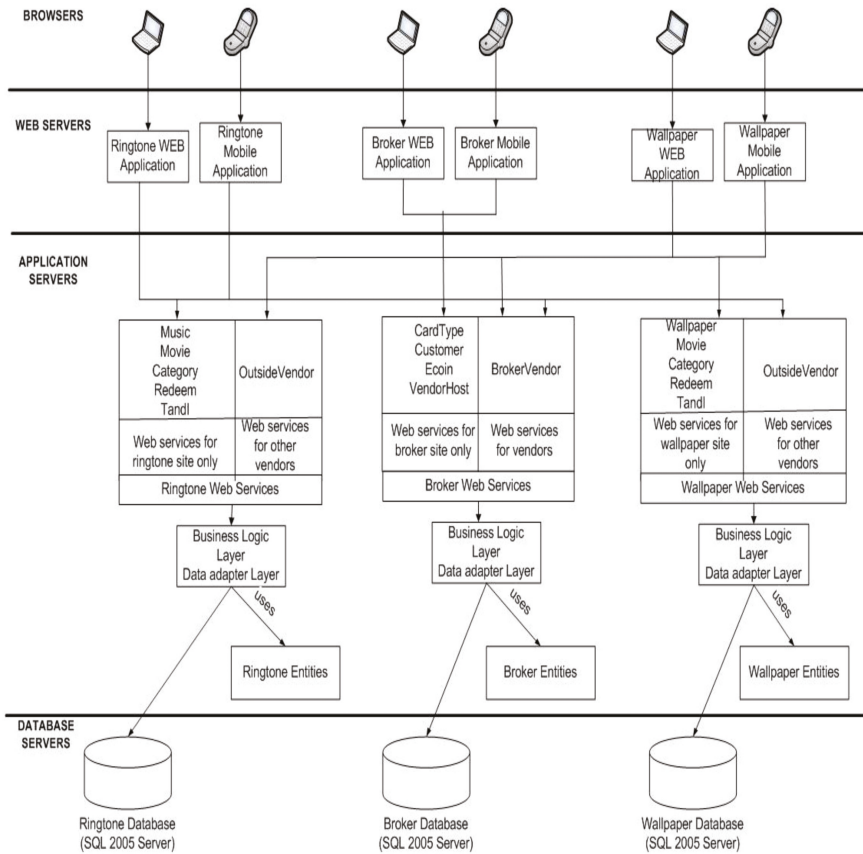 BROWSERS
WEB SERVERS
Ringtone WEB
Application
Ringtone
Mobile
Application
Broker WEB
Application
Broker Mobile
Application
Wallpaper
WEB
Application
Wallpaper
Mobile
Application
APPLICATION
SERVERS
Music
Movie
Category
Redeem
TandI
OutsideVendor
Web services for
ringtone site only
Web services
for other
vendors
Ringtone Web Services
CardType
Customer
Ecoin
VendorHost
BrokerVendor
Web services for
broker site only
Web services
for vendors
Broker Web Services
Wallpaper
Movie
Category
Redeem
TandI
OutsideVendor
Web services for
wallpaper site
only
Web services
for other
vendors
Wallpaper Web Services
Business Logic
Layer
Data adapter Layer
uses
Ringtone Entities
Business Logic
Layer
Data adapter Layer
uses
Broker Entities
Business Logic
Layer
Data adapter Layer
uses
Wallpaper Entities
DATABASE
SERVERS
Ringtone Database
(SQL 2005 Server)
Broker Database
(SQL 2005 Server)
Wallpaper Database
(SQL 2005 Server)